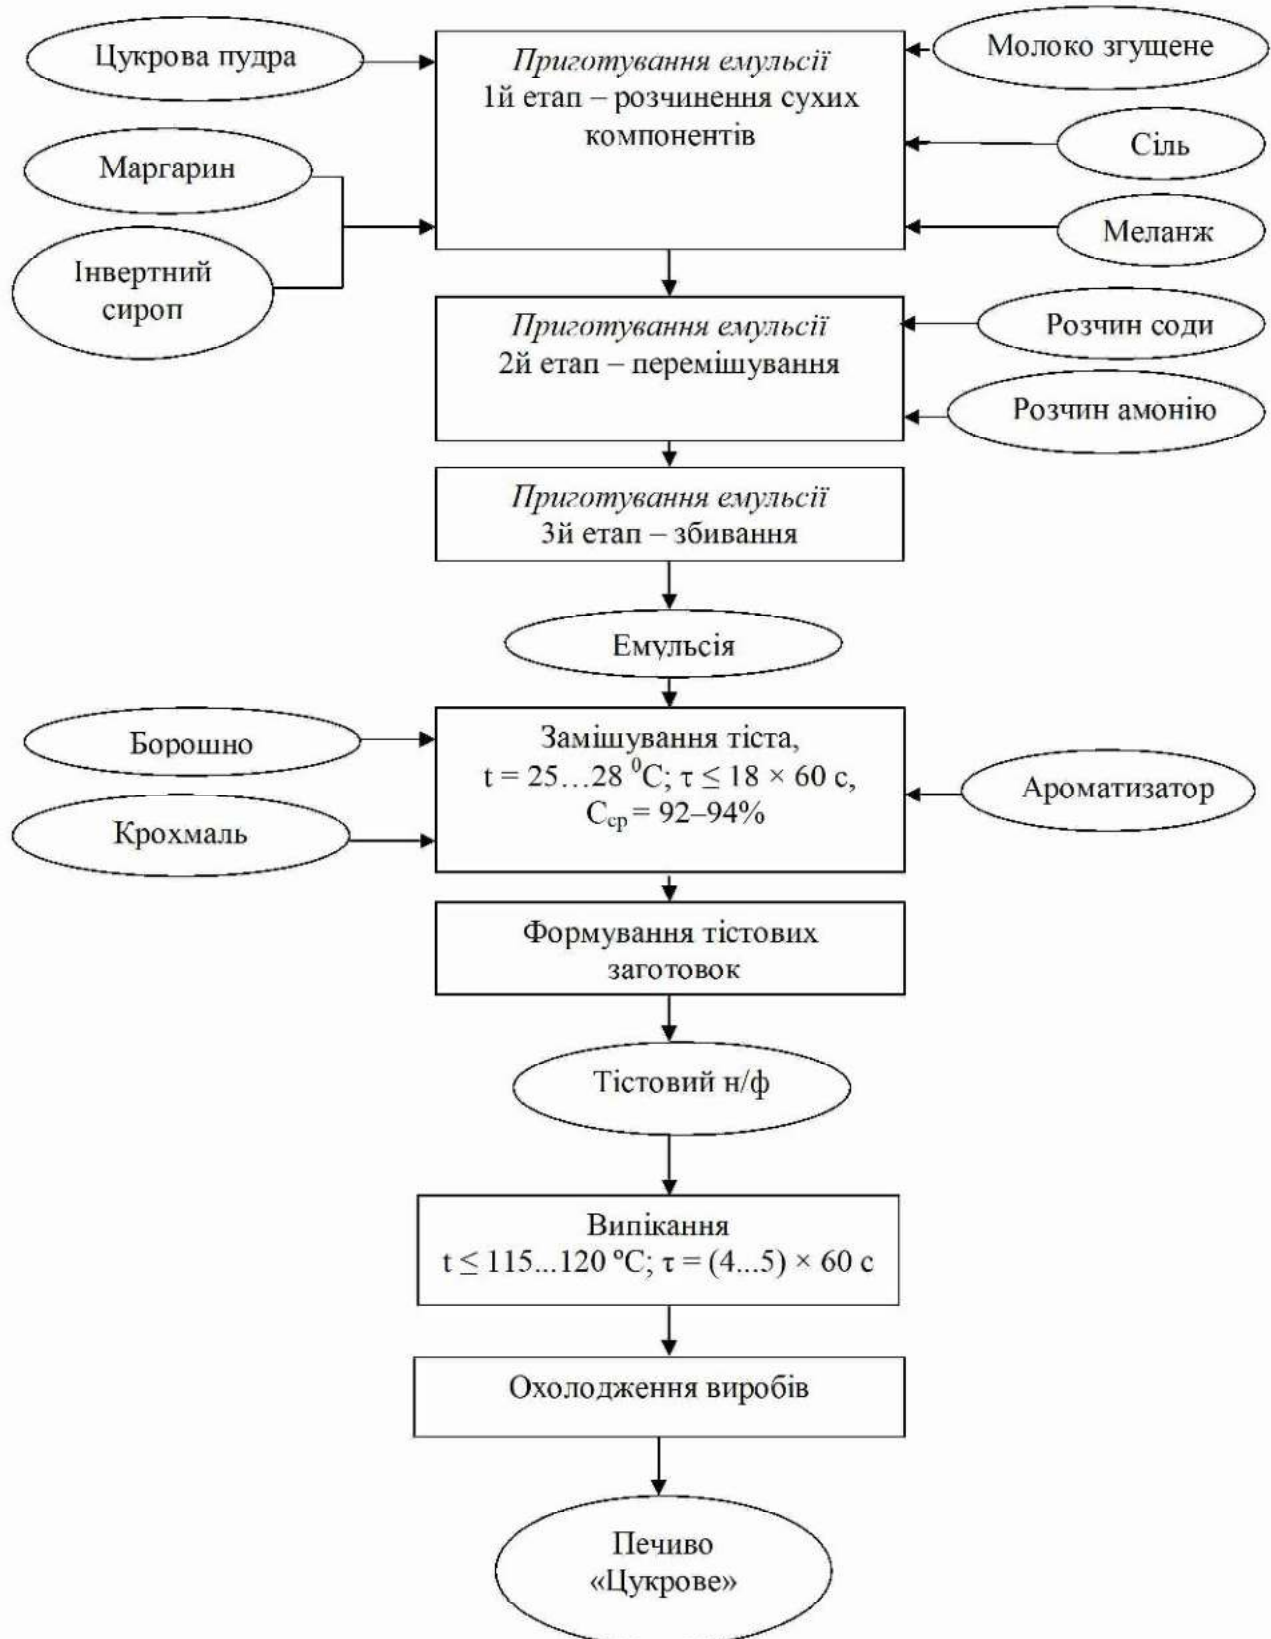 Цукрова пудра
Приготування емульсії
1й етап – розчинення сухих
компонентів
Молоко згущене
Маргарин
Сіль
Інвертний
сироп
Меланж
Приготування емульсії
2й етап – перемішування
Розчин соди
Розчин амонію
Приготування емульсії
3й етап – збивання
Емульсія
Борошно
Замішування тіста,
t = 25…28 ⁰C; τ ≤ 18 × 60 с,
Сср = 92–94%
Ароматизатор
Крохмаль
Формування тістових
заготовок
Тістовий н/ф
Випікання
t ≤ 115...120 ºC; τ = (4...5) × 60 с
Охолодження виробів
Печиво
«Цукрове»